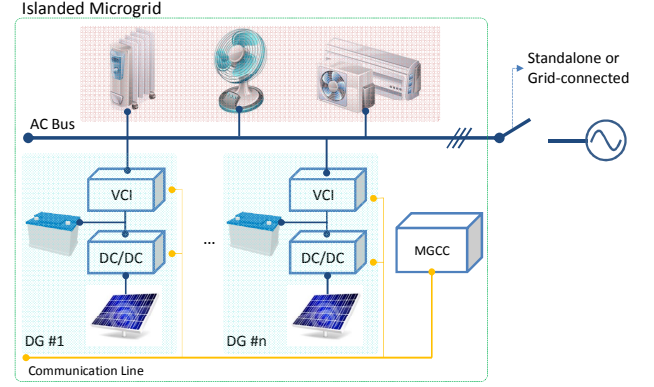 Islanded Microgrid
Standalone or
Grid-connected
AC Bus
VCI
VCI
...
DC/DC
DC/DC
MGCC
DG #1
DG #n
Communication Line